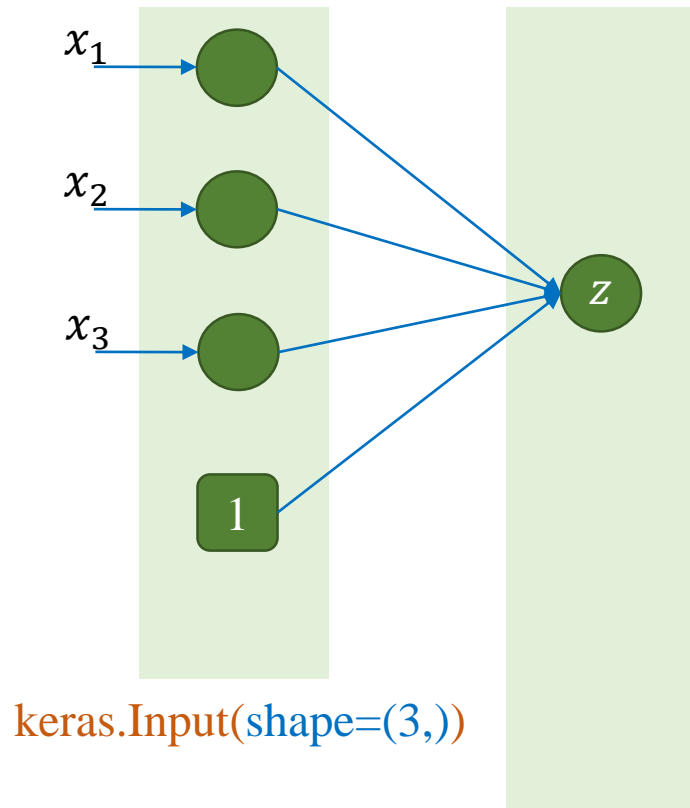 x₁
x₂
z
x₃
1
keras.Input(shape=(3,))